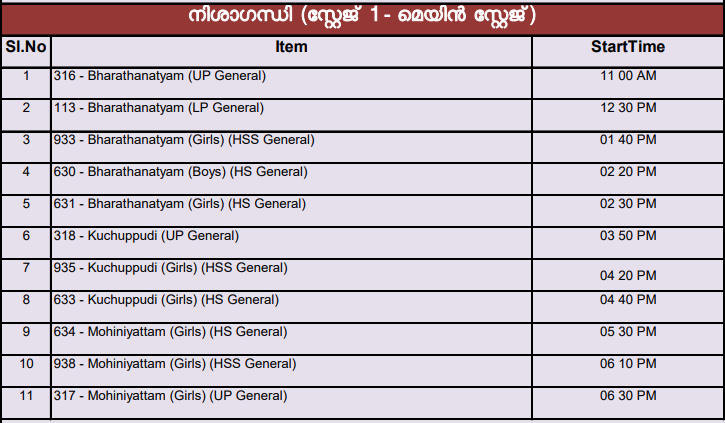 നിശാഗന്ധി (സ്റ്റേജ് 1 - മെയിൻ സ്റ്റേജ് )
Sl.No Item StartTime
1 316 - Bharathanatyam (UP General) 11 00 AM
2 113 - Bharathanatyam (LP General) 12 30 PM
3 933 - Bharathanatyam (Girls) (HSS General) 01 40 PM
4 630 - Bharathanatyam (Boys) (HS General) 02 20 PM
5 631 - Bharathanatyam (Girls) (HS General) 02 30 PM
6 318 - Kuchuppudi (UP General) 03 50 PM
7 935 - Kuchuppudi (Girls) (HSS General) 04 20 PM
8 633 - Kuchuppudi (Girls) (HS General) 04 40 PM
9 634 - Mohiniyattam (Girls) (HS General) 05 30 PM
10 938 - Mohiniyattam (Girls) (HSS General) 06 10 PM
11 317 - Mohiniyattam (Girls) (UP General) 06 30 PM